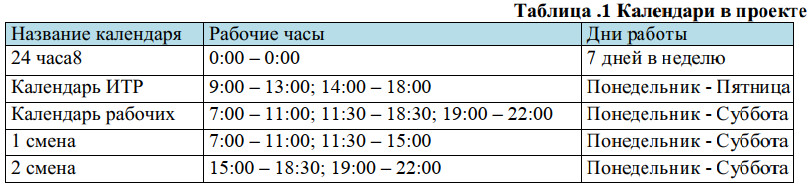 Таблица .1 Календари в проекте
Название календаря Рабочие часы Дни работы
24 часа8 0:00 – 0:00 7 дней в неделю
Календарь ИТР 9:00 – 13:00; 14:00 – 18:00 Понедельник - Пятница
Календарь рабочих 7:00 – 11:00; 11:30 – 18:30; 19:00 – 22:00 Понедельник - Суббота
1 смена 7:00 – 11:00; 11:30 – 15:00 Понедельник - Суббота
2 смена 15:00 – 18:30; 19:00 – 22:00 Понедельник - Суббота